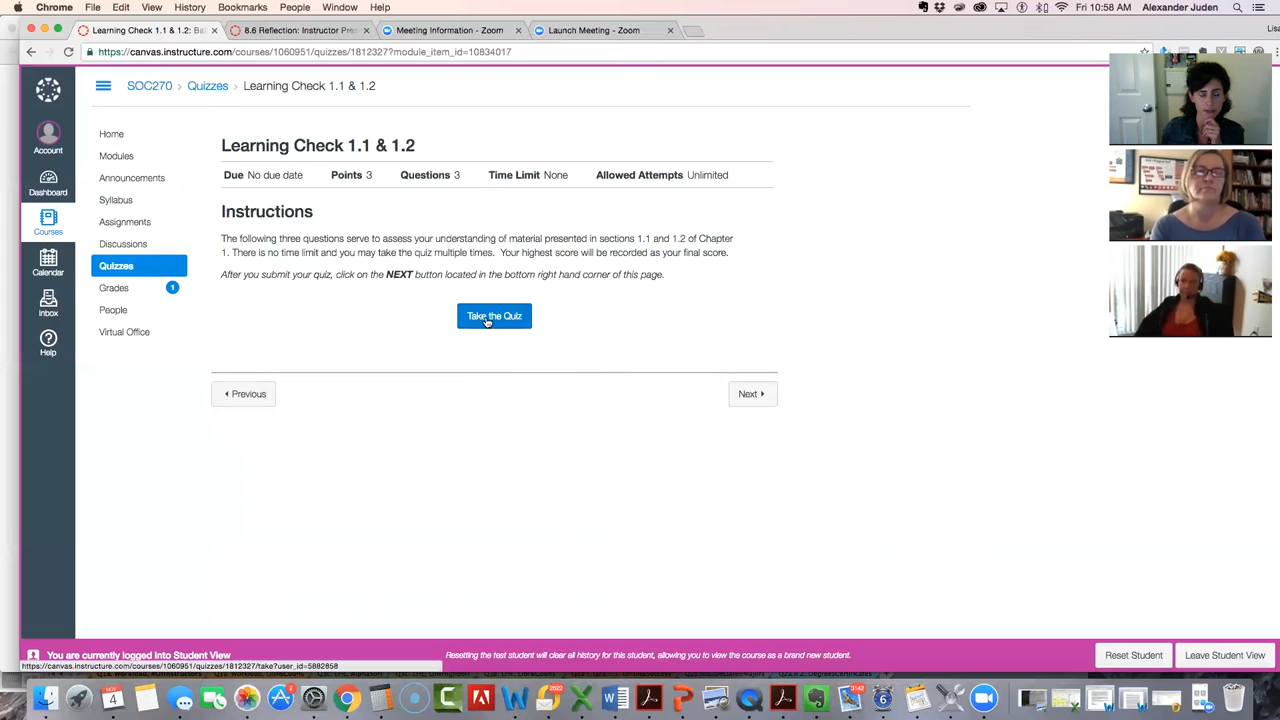 Chrome File Edit View History Bookmarks People Window Help Fri 10:58 AM Alexander Juden
Learning Check 1.1 & 1.2: Ba 8.6 Reflection: Instructor Pres Meeting Information - Zoom Launch Meeting - Zoom Lisa
https://canvas.instructure.com/courses/1060951/quizzes/1812327?module_item_id=10834017
SOC270 › Quizzes › Learning Check 1.1 & 1.2
Account
Dashboard
Courses
Calendar
Inbox
Help
Home
Modules
Announcements
Syllabus
Assignments
Discussions
Quizzes
Grades 1
People
Virtual Office
Learning Check 1.1 & 1.2
Due No due date Points 3 Questions 3 Time Limit None Allowed Attempts Unlimited
Instructions
The following three questions serve to assess your understanding of material presented in sections 1.1 and 1.2 of Chapter
1. There is no time limit and you may take the quiz multiple times. Your highest score will be recorded as your final score.
After you submit your quiz, click on the NEXT button located in the bottom right hand corner of this page.
Take the Quiz
Previous Next
You are currently logged into Student View
Resetting the test student will clear all history for this student, allowing you to view the course as a brand new student.
Reset Student Leave Student View
https://canvas.instructure.com/courses/1060951/quizzes/1812327/take?user_id=5882858
NOV
4
2
2622
3142
6